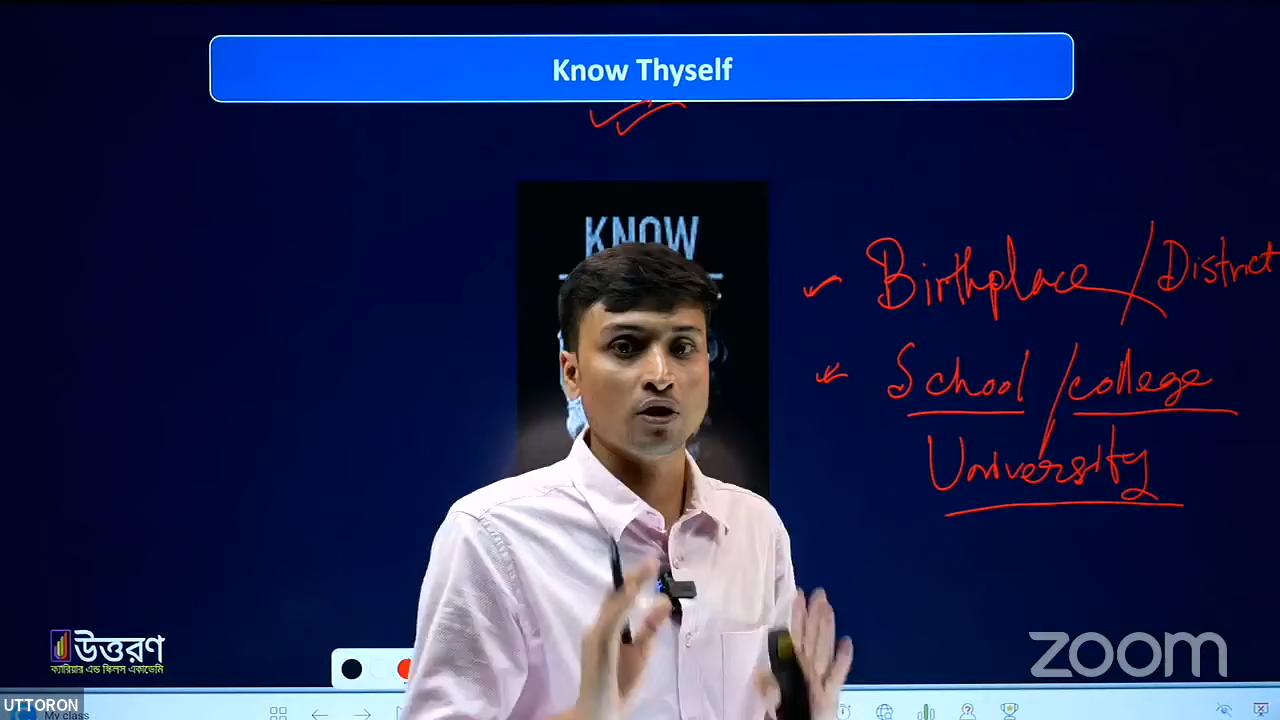 Know Thyself
KNOW
Birthplace / District
School / college
University
উত্তরণ
ক্যারিয়ার এন্ড স্কিলস একাডেমি
zoom
UTTORON
My class